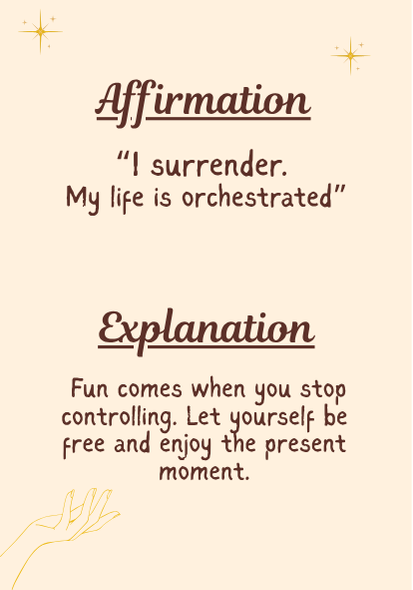 Affirmation
“I surrender.
My life is orchestrated”
Explanation
Fun comes when you stop
controlling. Let yourself be
free and enjoy the present
moment.